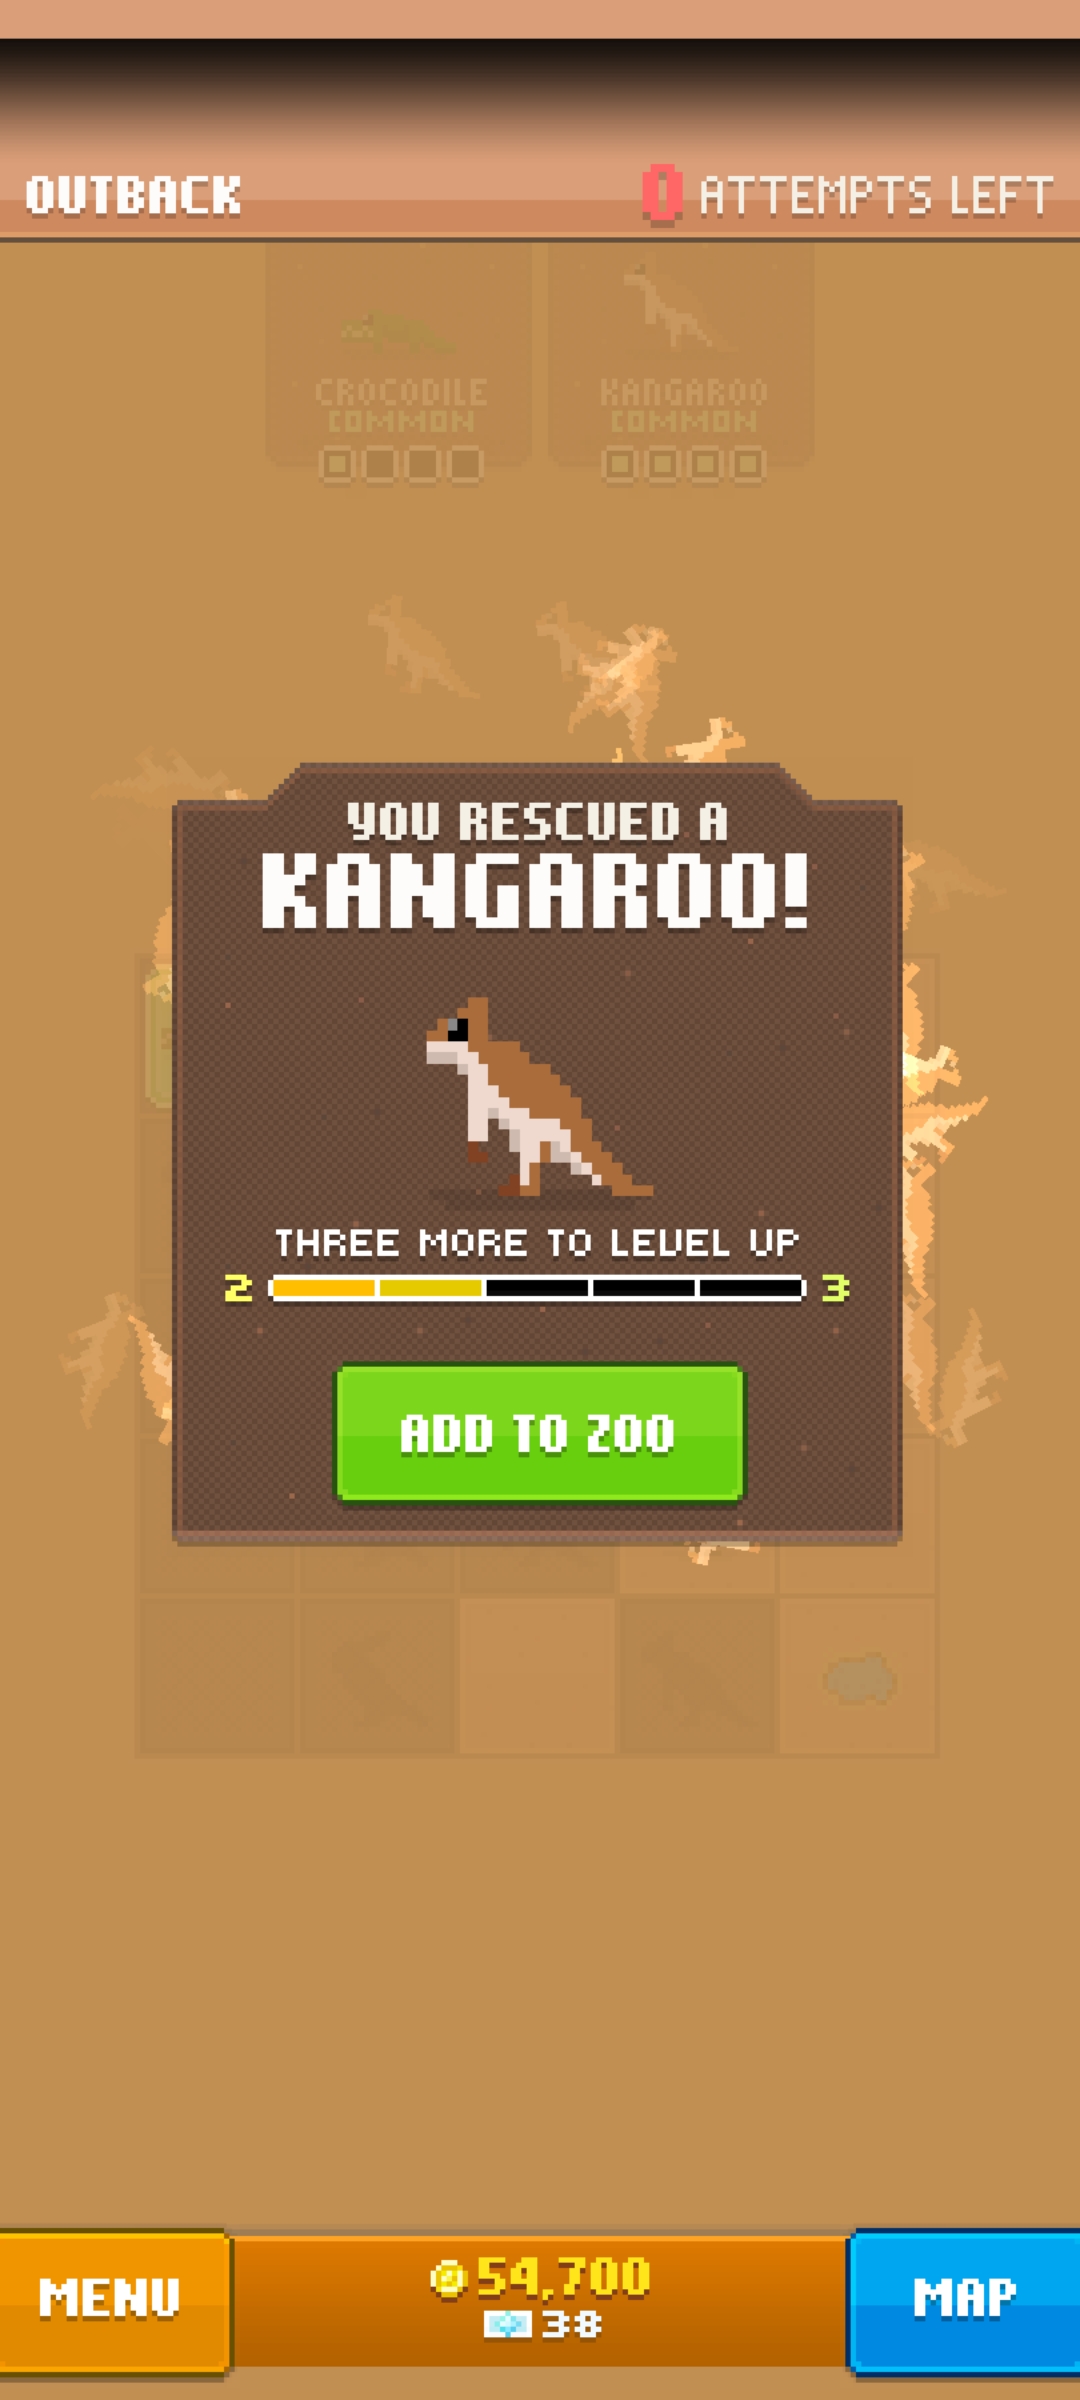 OUTBACK
0 ATTEMPTS LEFT
CROCODILE
COMMON
KANGAROO
COMMON
YOU RESCUED A
KANGAROO!
THREE MORE TO LEVEL UP
2 3
ADD TO ZOO
MENU
54,700
38
MAP